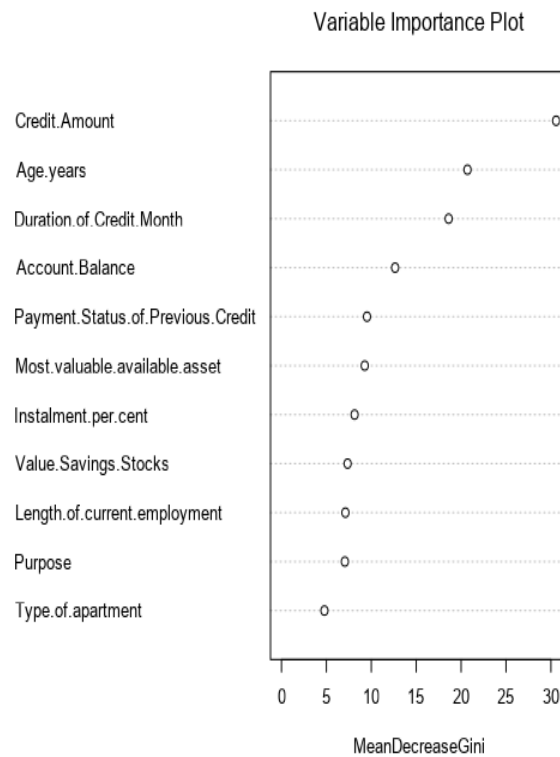 Variable Importance Plot
Credit.Amount
Age.years
Duration.of.Credit.Month
Account.Balance
Payment.Status.of.Previous.Credit
Most.valuable.available.asset
Instalment.per.cent
Value.Savings.Stocks
Length.of.current.employment
Purpose
Type.of.apartment
0 5 10 15 20 25 30
MeanDecreaseGini